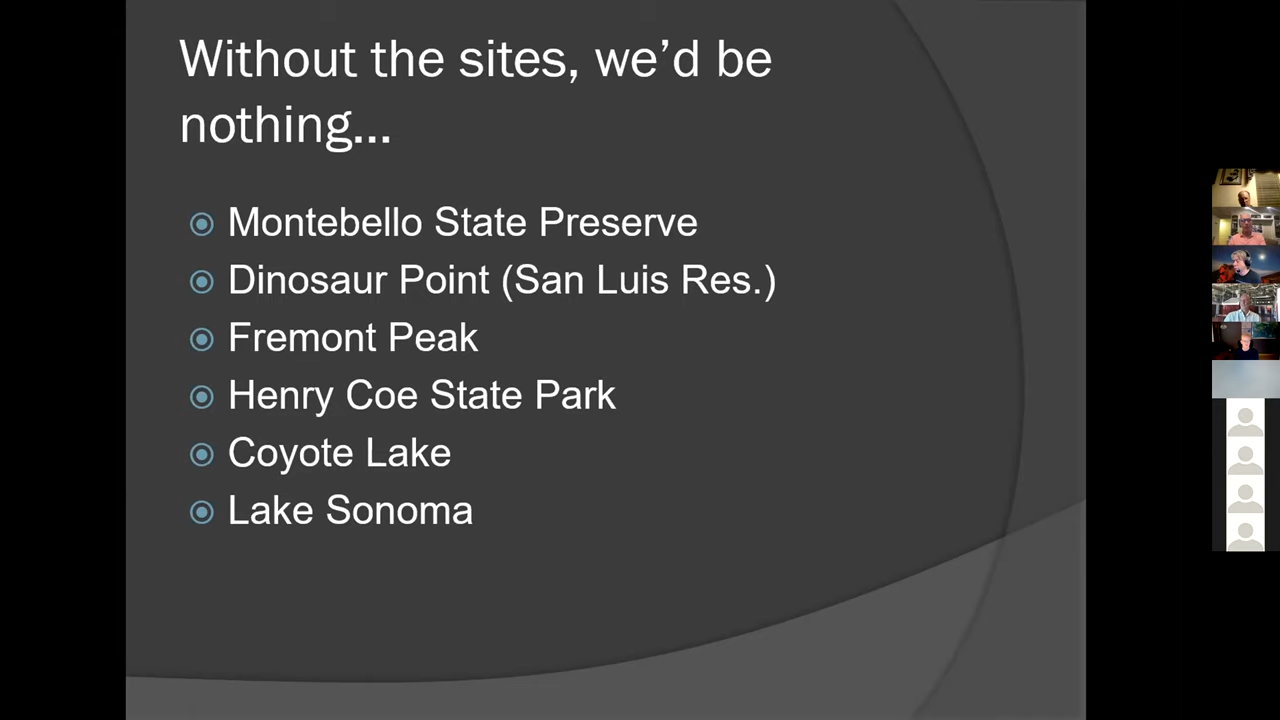 Without the sites, we’d be
nothing…
Montebello State Preserve
Dinosaur Point (San Luis Res.)
Fremont Peak
Henry Coe State Park
Coyote Lake
Lake Sonoma